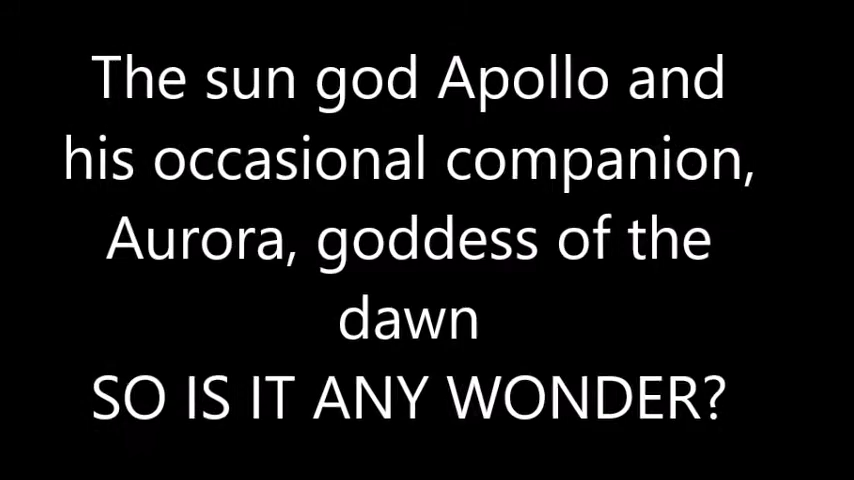 The sun god Apollo and
his occasional companion,
Aurora, goddess of the
dawn
SO IS IT ANY WONDER?